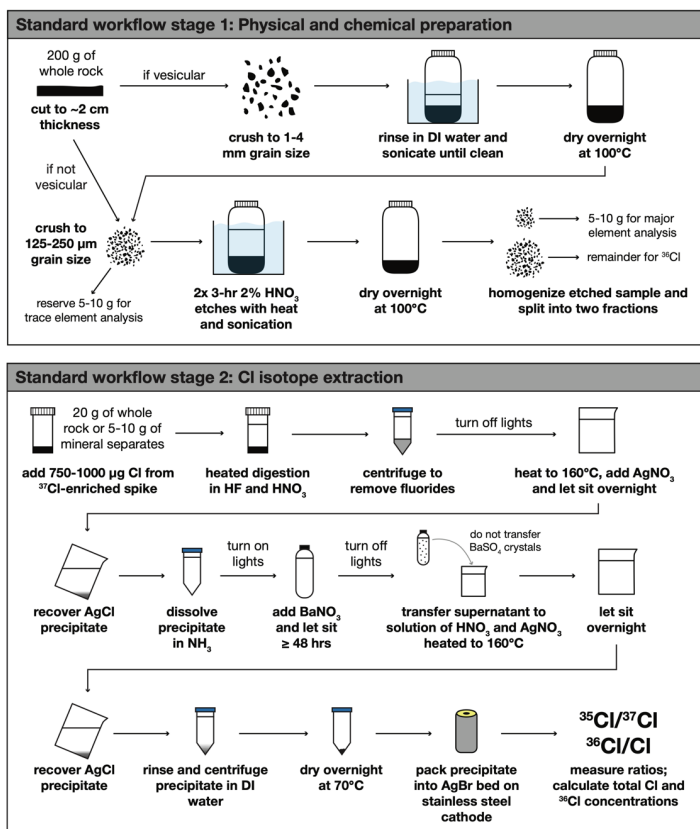 Standard workflow stage 1: Physical and chemical preparation
200 g of
whole rock
cut to ~2 cm
thickness
if vesicular
crush to 1-4
mm grain size
rinse in DI water and
sonicate until clean
dry overnight
at 100°C
if not
vesicular
crush to
125-250 µm
grain size
reserve 5-10 g for
trace element analysis
2x 3-hr 2% HNO₃
etches with heat
and sonication
dry overnight
at 100°C
5-10 g for major
element analysis
remainder for ³⁶Cl
homogenize etched sample and
split into two fractions
Standard workflow stage 2: Cl isotope extraction
20 g of whole
rock or 5-10 g of
mineral separates
add 750-1000 µg Cl from
³⁷Cl-enriched spike
heated digestion
in HF and HNO₃
centrifuge to
remove fluorides
turn off lights
heat to 160°C, add AgNO₃
and let sit overnight
recover AgCl
precipitate
dissolve
precipitate
in NH₃
turn on
lights
add BaNO₃
and let sit
≥ 48 hrs
turn off
lights
do not transfer
BaSO₄ crystals
transfer supernatant to
solution of HNO₃ and AgNO₃
heated to 160°C
let sit
overnight
recover AgCl
precipitate
rinse and centrifuge
precipitate in DI
water
dry overnight
at 70°C
pack precipitate
into AgBr bed on
stainless steel
cathode
³⁵Cl/³⁷Cl
³⁶Cl/Cl
measure ratios;
calculate total Cl and
³⁶Cl concentrations